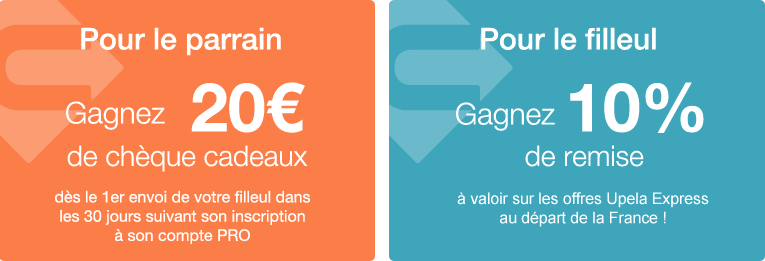 Pour le parrain
Gagnez 20€
de chèque cadeaux
dès le 1er envoi de votre filleul dans
les 30 jours suivant son inscription
à son compte PRO
Pour le filleul
Gagnez 10%
de remise
à valoir sur les offres Upela Express
au départ de la France !